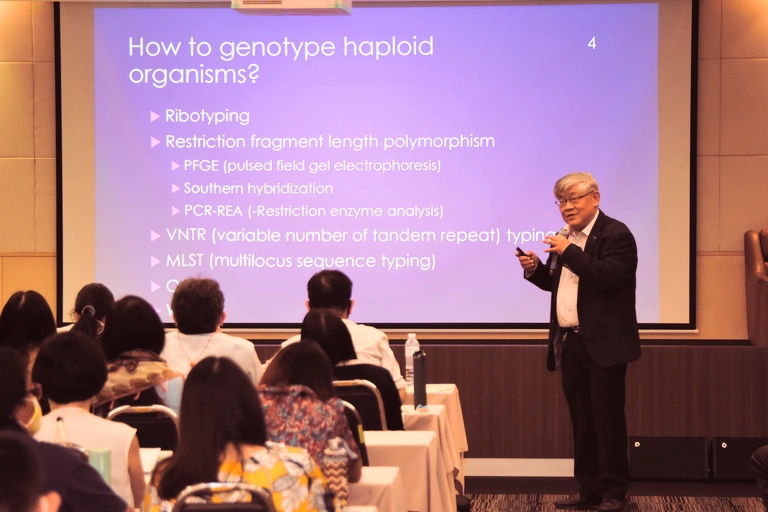 How to genotype haploid
4
organisms?
Ribotyping
Restriction fragment length polymorphism
PFGE (pulsed field gel electrophoresis)
Southern hybridization
PCR-REA (-Restriction enzyme analysis)
VNTR (variable number of tandem repeat) typing
MLST (multilocus sequence typing)